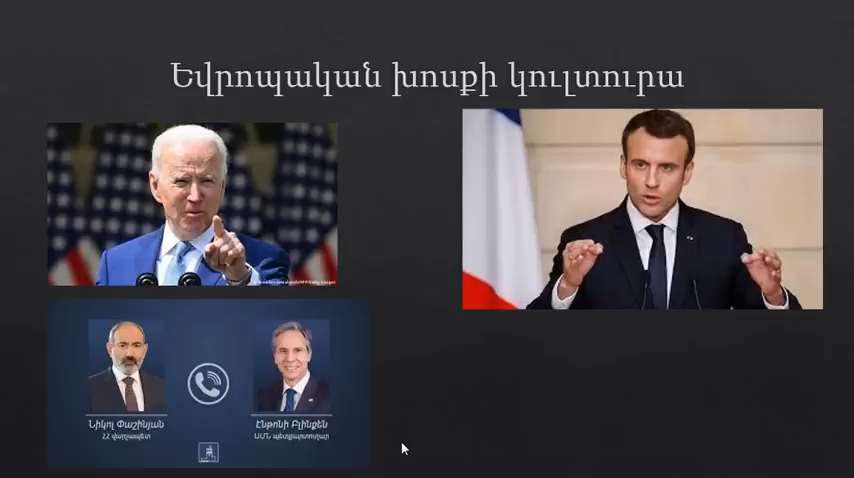 Եվրոպական խոսքի կուլտուրա
Նիկոլ Փաշինյան
ՀՀ վարչապետ
Էնթոնի Բլինքեն
ԱՄՆ պետքարտուղար